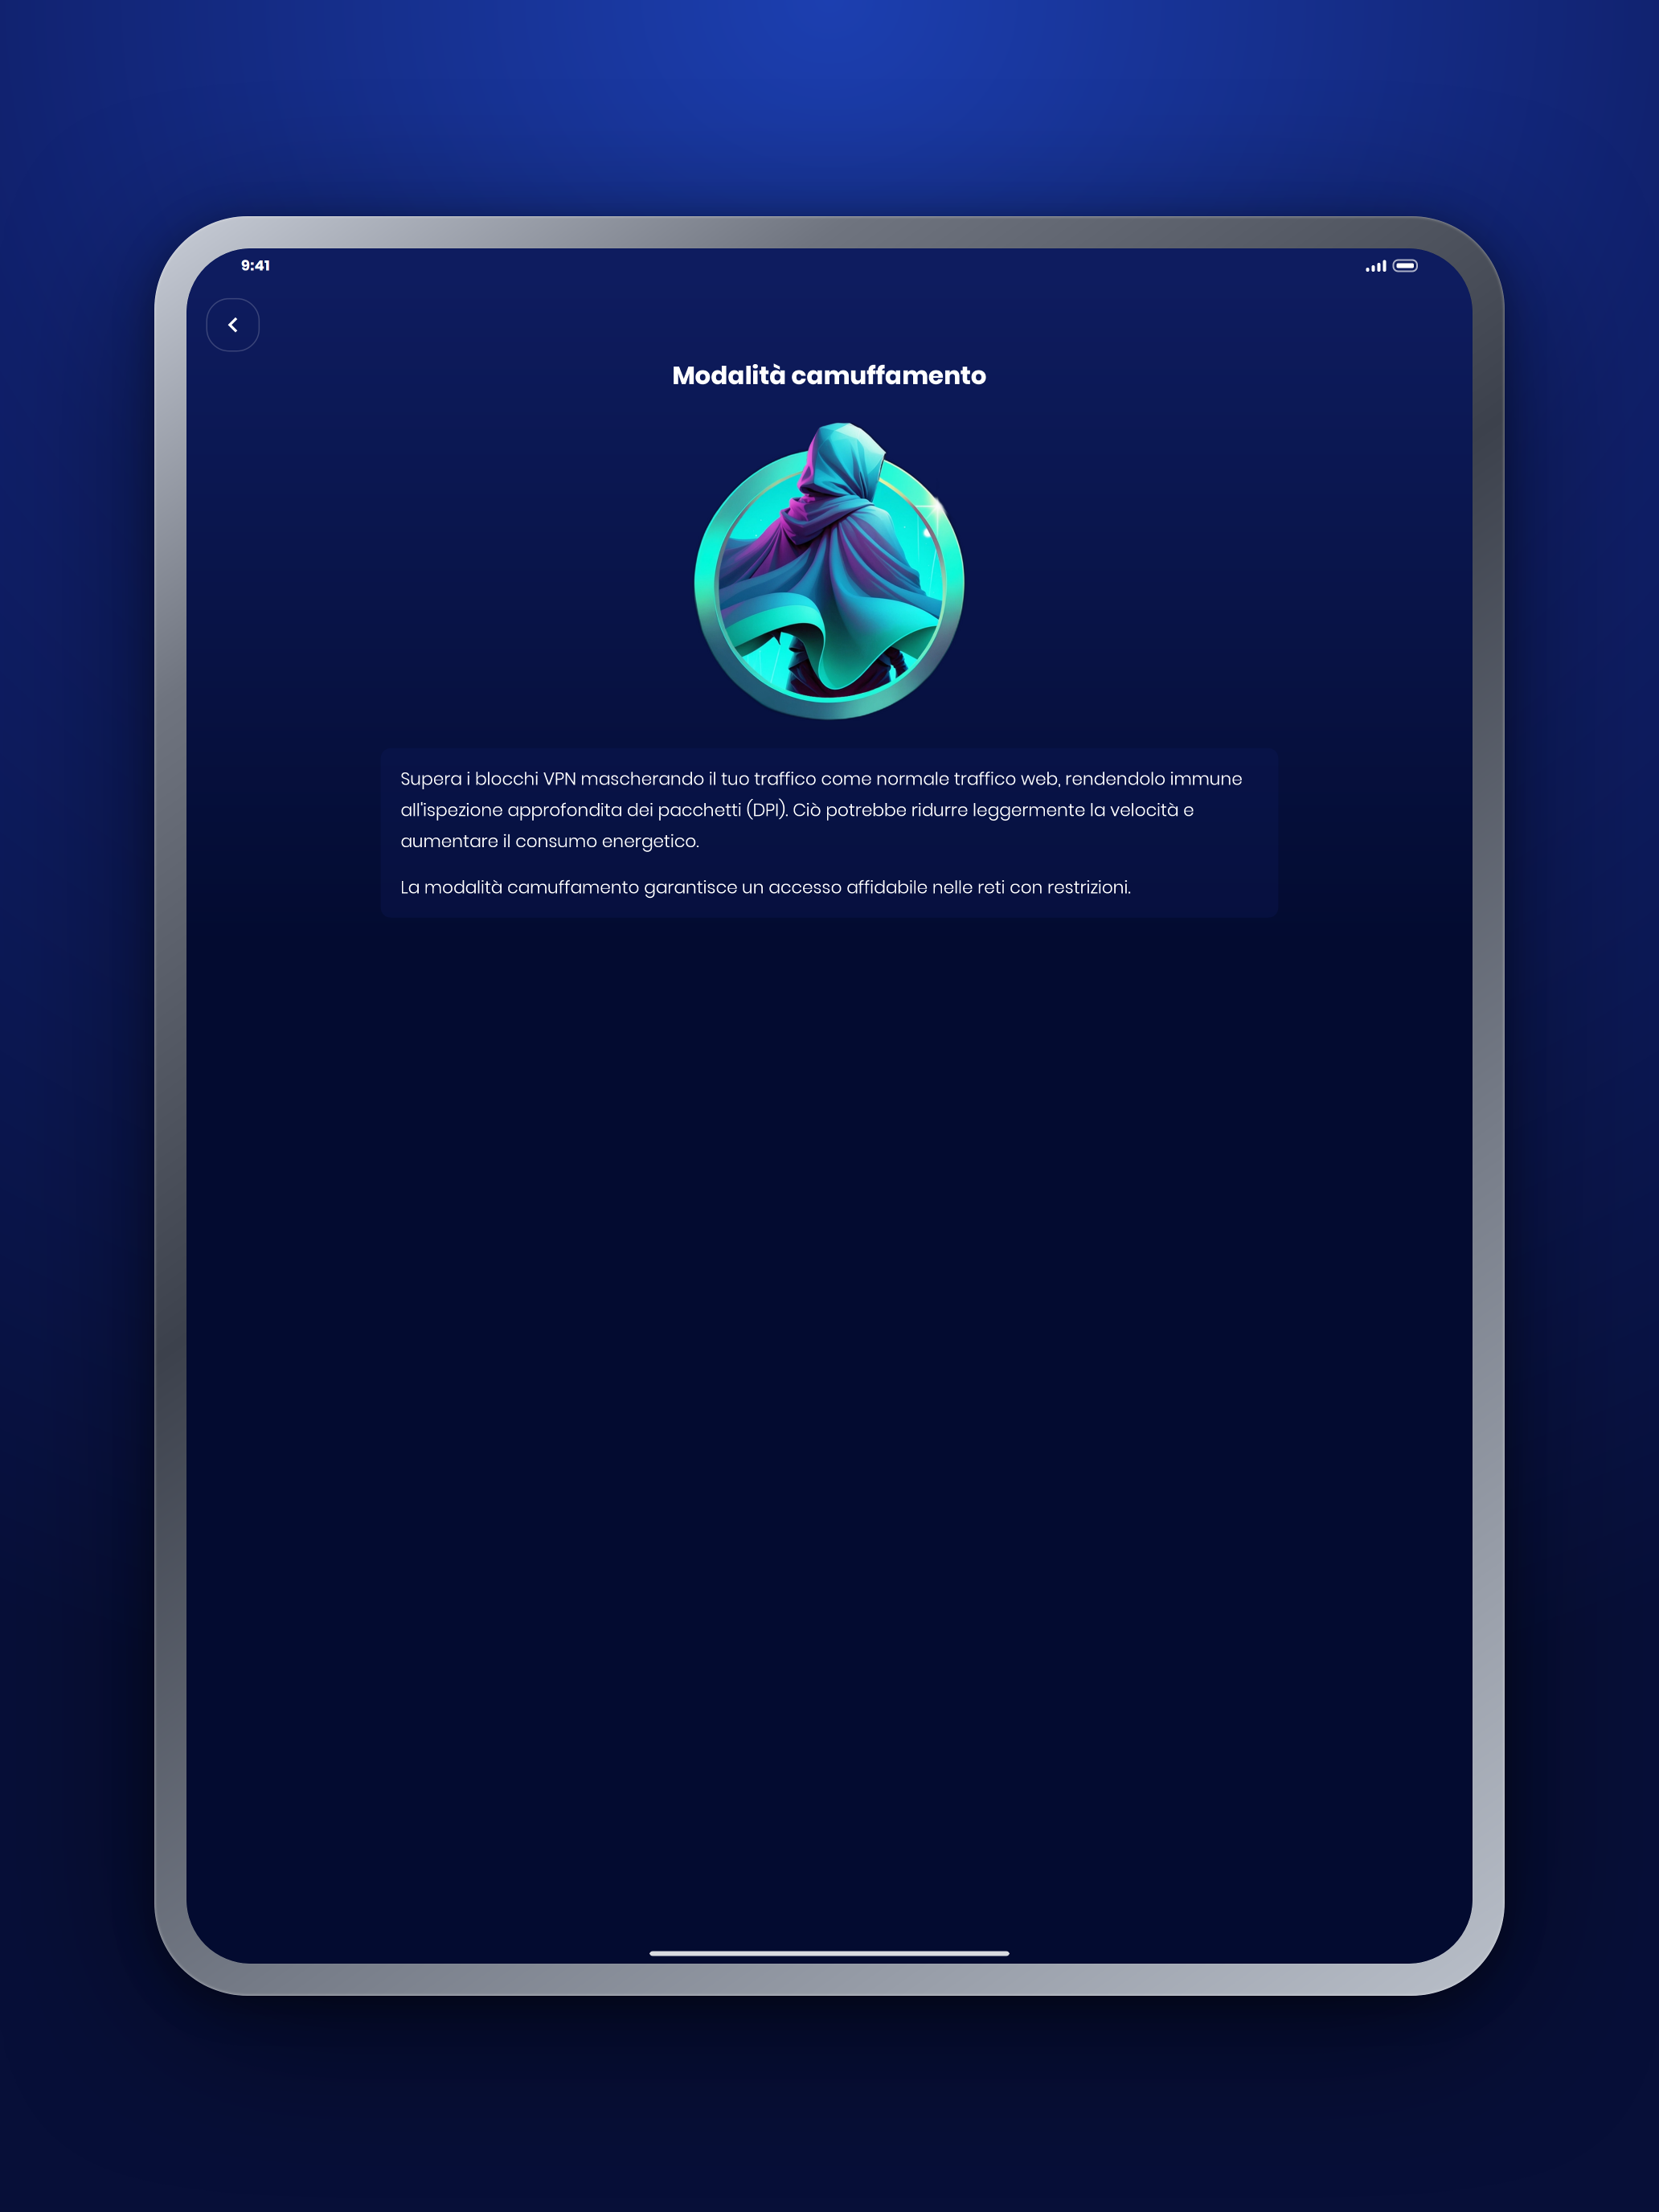 9:41
Modalità camuffamento
Supera i blocchi VPN mascherando il tuo traffico come normale traffico web, rendendolo immune
all'ispezione approfondita dei pacchetti (DPI). Ciò potrebbe ridurre leggermente la velocità e
aumentare il consumo energetico.
La modalità camuffamento garantisce un accesso affidabile nelle reti con restrizioni.